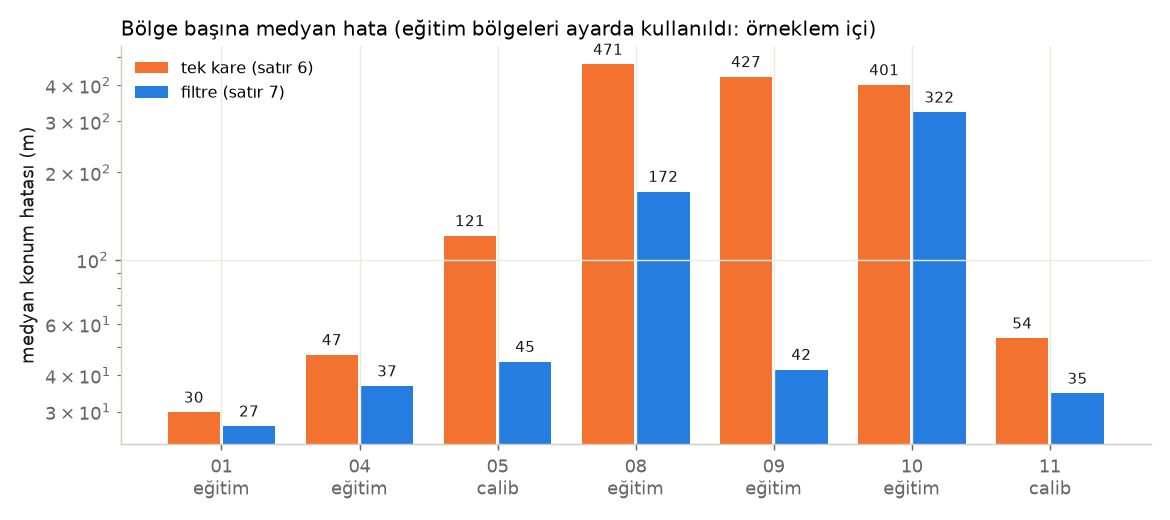 Bölge başına medyan hata (eğitim bölgeleri ayarda kullanıldı: örneklem içi)
tek kare (satır 6)
filtre (satır 7)
medyan konum hatası (m)
4 × 10²
3 × 10²
2 × 10²
10²
6 × 10¹
4 × 10¹
3 × 10¹
30
27
47
37
121
45
471
172
427
42
401
322
54
35
01
eğitim
04
eğitim
05
calib
08
eğitim
09
eğitim
10
eğitim
11
calib